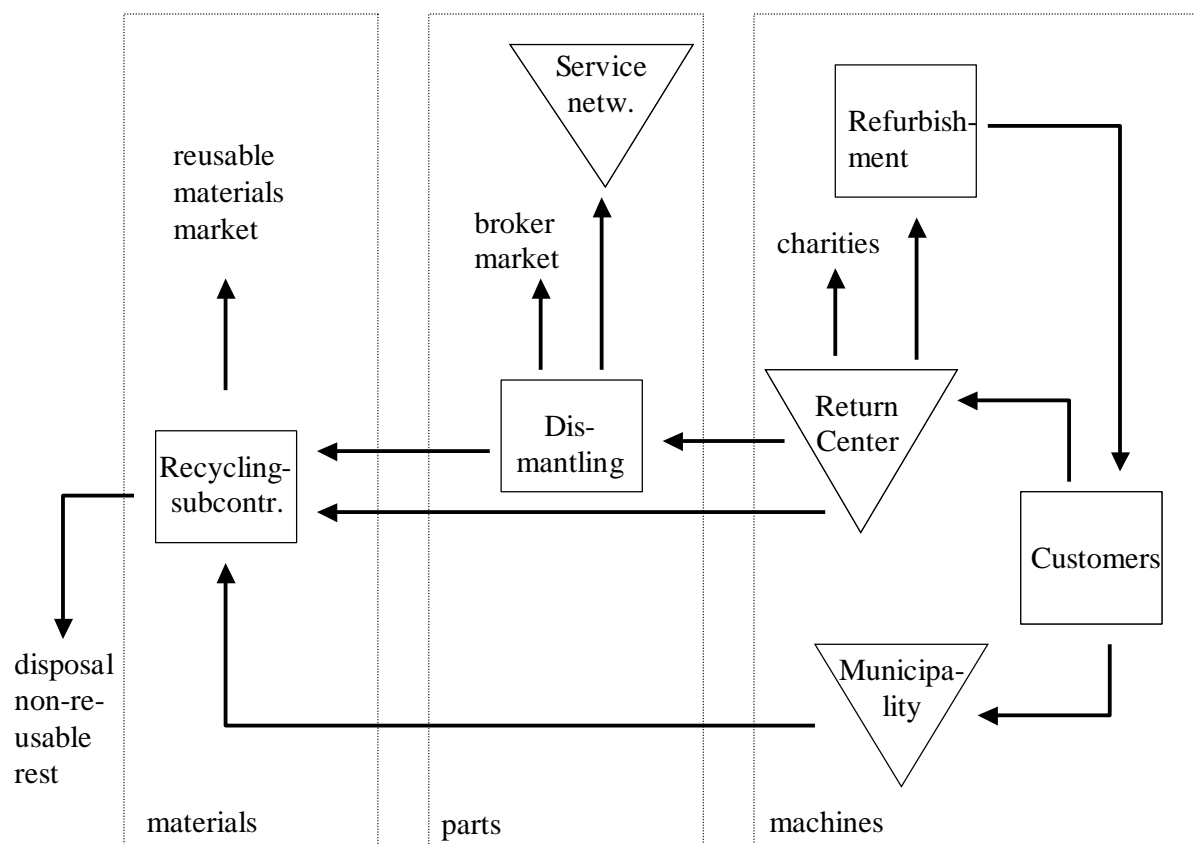 Service
netw.
Refurbish-
ment
reusable
materials
market
broker
market
charities
Return
Center
Dis-
mantling
Recycling-
subcontr.
Customers
disposal
non-re-
usable
rest
Municipa-
lity
materials
parts
machines